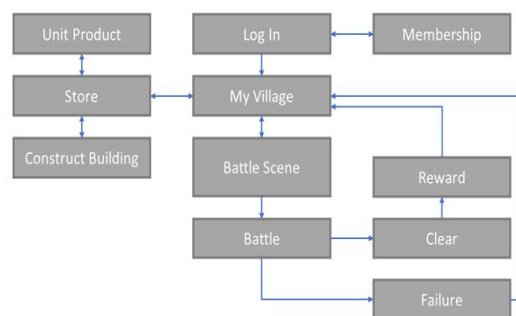 Unit Product
Log In
Membership
Store
My Village
Construct Building
Battle Scene
Reward
Battle
Clear
Failure